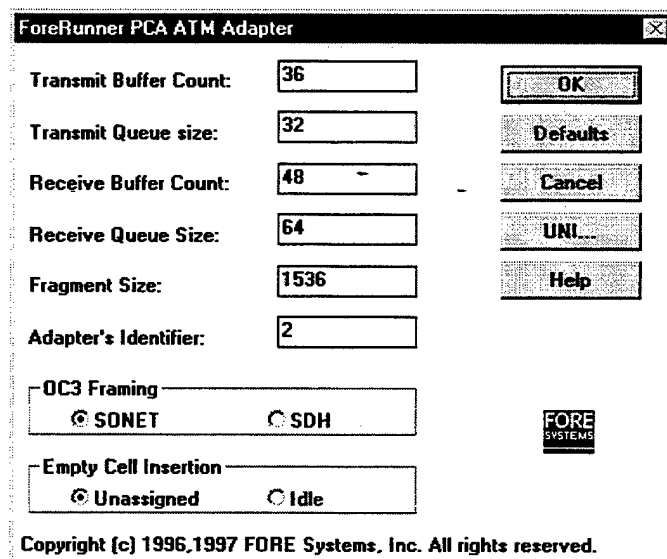 ForeRunner PCA ATM Adapter
Transmit Buffer Count: 36
OK
Transmit Queue size: 32
Defaults
Receive Buffer Count: 48
Cancel
Receive Queue Size: 64
UNI...
Fragment Size: 1536
Help
Adapter's Identifier: 2
OC3 Framing
SONET SDH
FORE
SYSTEMS
Empty Cell Insertion
Unassigned Idle
Copyright (c) 1996,1997 FORE Systems, Inc. All rights reserved.